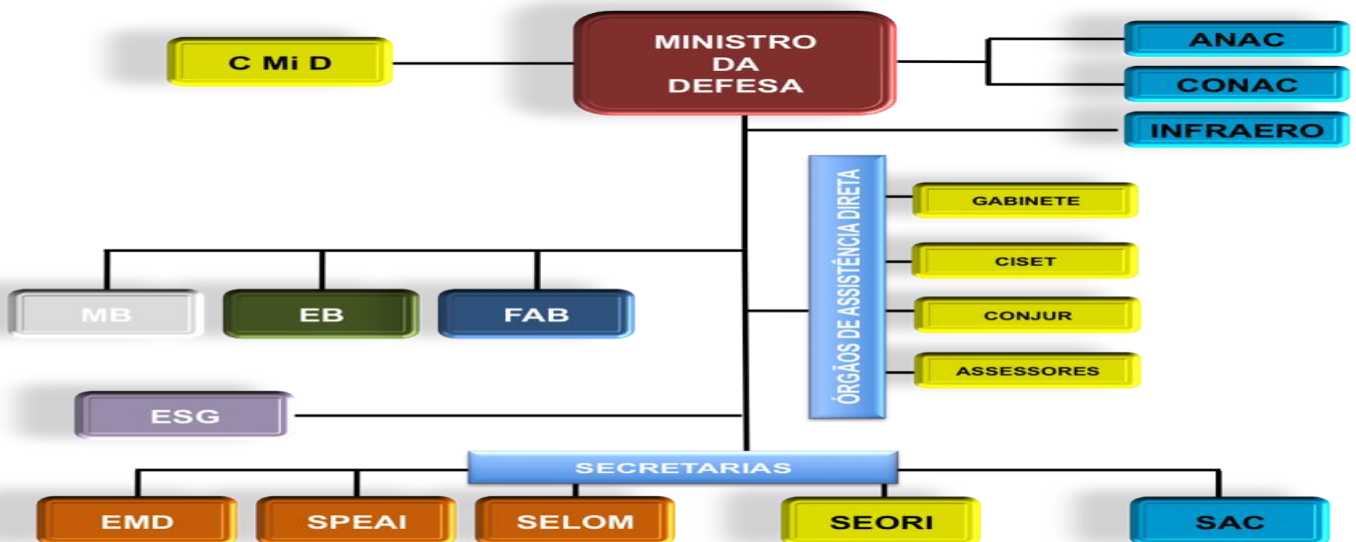 C Mi D
MINISTRO
DA
DEFESA
ANAC
CONAC
INFRAERO
ÓRGÃOS DE ASSISTÊNCIA DIRETA
GABINETE
CISET
CONJUR
ASSESSORES
MB
EB
FAB
ESG
SECRETARIAS
EMD
SPEAI
SELOM
SEORI
SAC